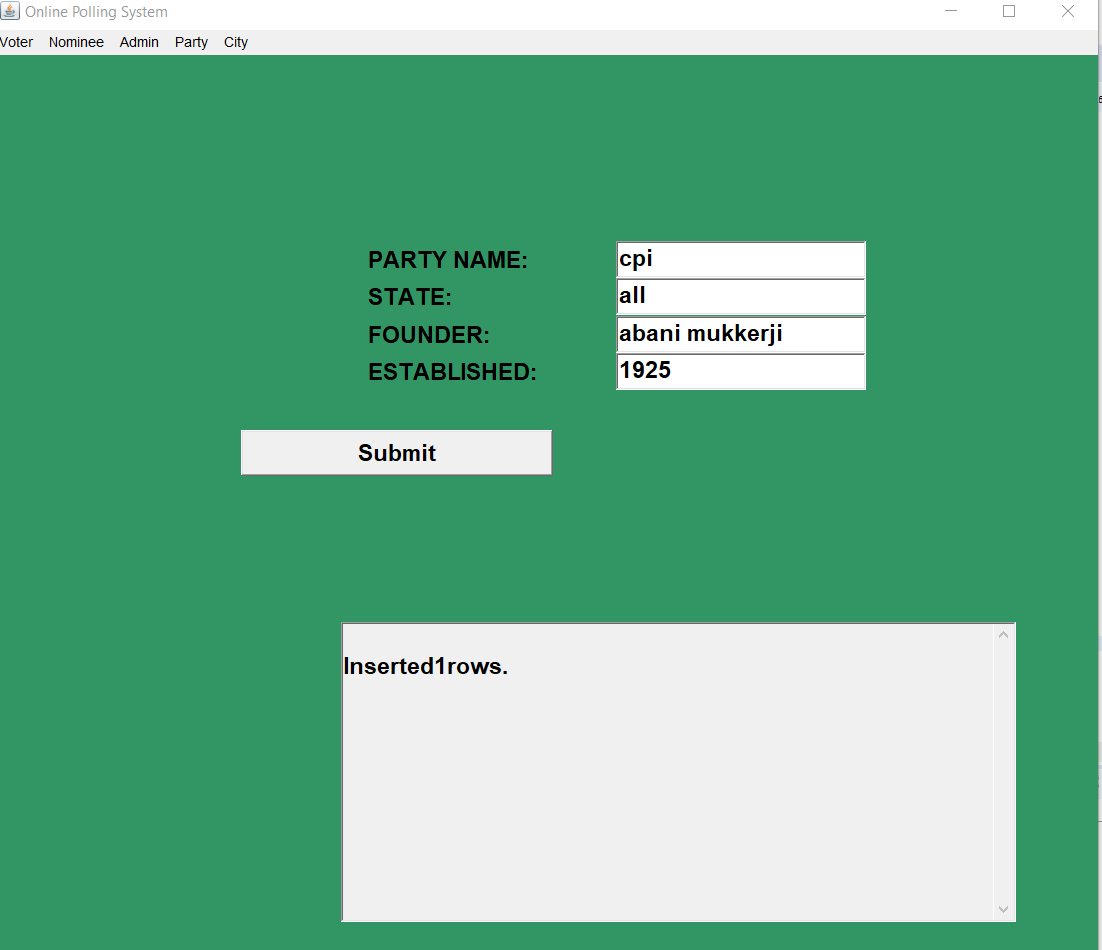 Online Polling System
Voter Nominee Admin Party City
PARTY NAME: cpi
STATE: all
FOUNDER: abani mukkerji
ESTABLISHED: 1925
Submit
Inserted1rows.